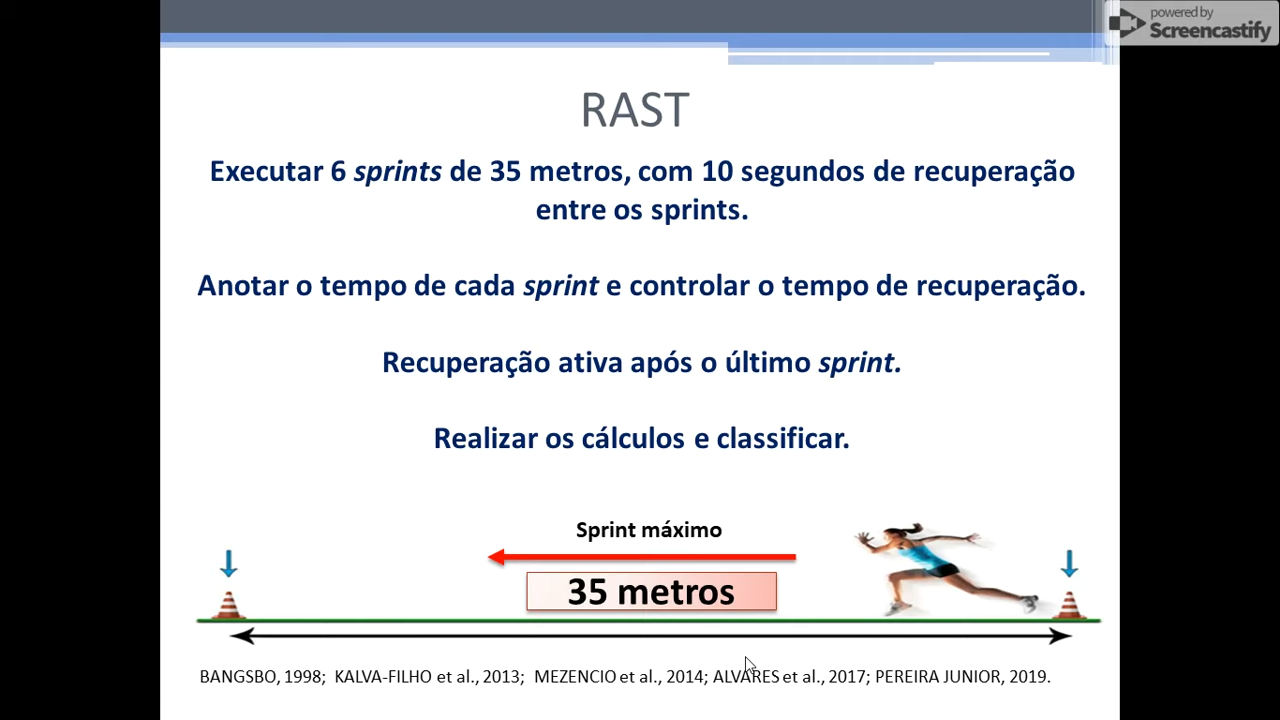 powered by
Screencastify
RAST
Executar 6 sprints de 35 metros, com 10 segundos de recuperação
entre os sprints.
Anotar o tempo de cada sprint e controlar o tempo de recuperação.
Recuperação ativa após o último sprint.
Realizar os cálculos e classificar.
Sprint máximo
35 metros
BANGSBO, 1998; KALVA-FILHO et al., 2013; MEZENCIO et al., 2014; ALVARES et al., 2017; PEREIRA JUNIOR, 2019.